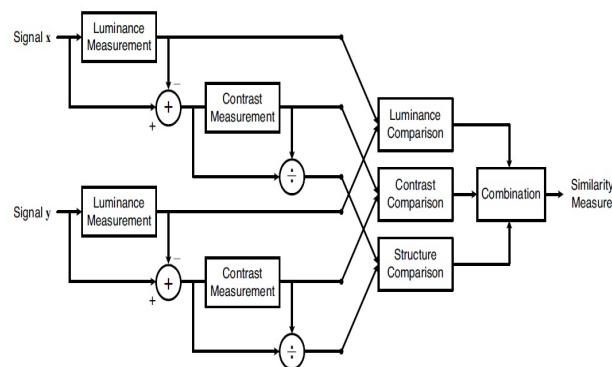 Signal x
Luminance
Measurement
−
+
+
Contrast
Measurement
÷
Signal y
Luminance
Measurement
−
+
+
Contrast
Measurement
÷
Luminance
Comparison
Contrast
Comparison
Structure
Comparison
Combination
Similarity
Measure